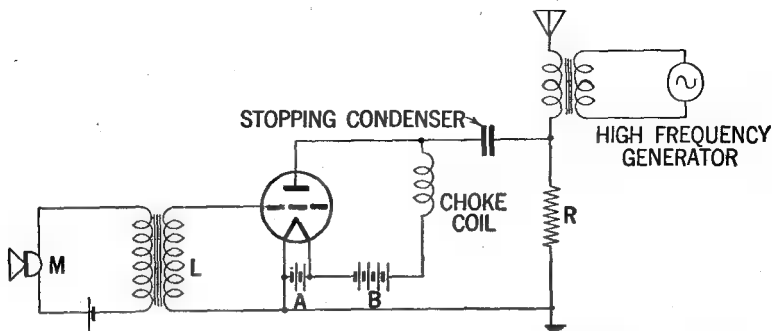 STOPPING CONDENSER
HIGH FREQUENCY
GENERATOR
CHOKE
COIL
R
M
L
A
B